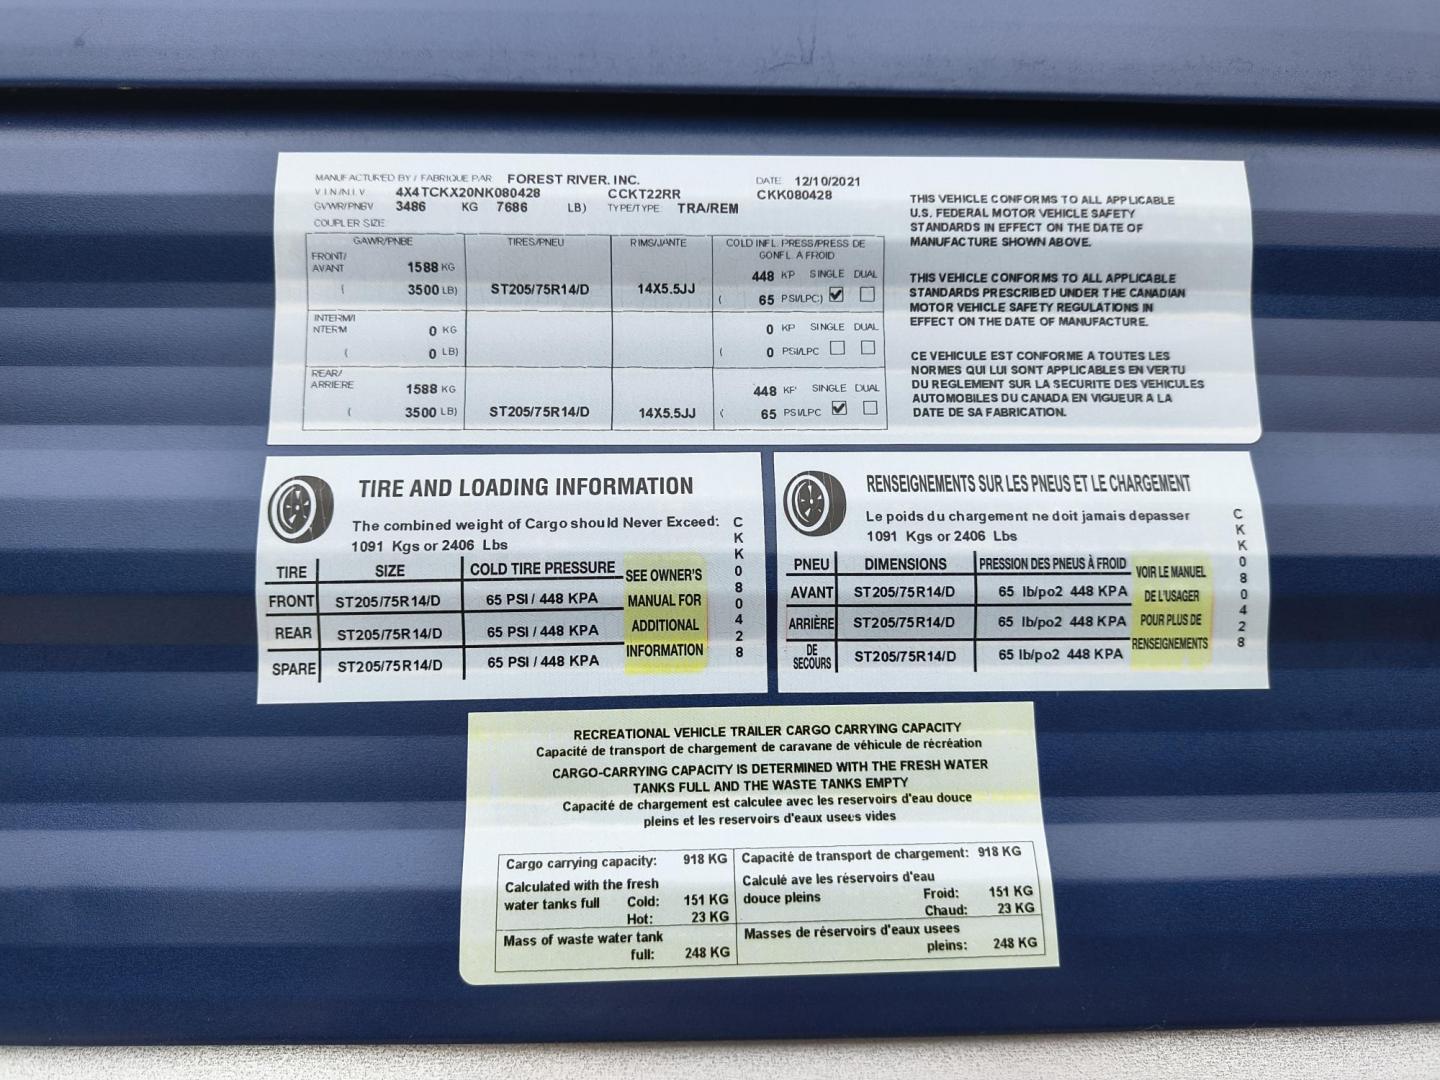 MANUFACTURED BY / FABRIQUE PAR FOREST RIVER, INC. DATE 12/10/2021
V.I.N/N.I.V. 4X4TCKX20NK080428 CCKT22RR CKK080428
GVWR/PNBV 3486 KG 7686 LB) TYPE/TYPE: TRA/REM
COUPLER SIZE:
GAWR/PNBE TIRES/PNEU RIMS/JANTE COLD INFL. PRESS/PRESS DE
GONFL. A FROID
FRONT/
AVANT 1588 KG 448 KP SINGLE DUAL
( 3500 LB) ST205/75R14/D 14X5.5JJ ( 65 PSI/LPC)
INTERM/I
NTERM 0 KG 0 KP SINGLE DUAL
( 0 LB) ( 0 PSI/LPC
REAR/
ARRIERE 1588 KG 448 KP SINGLE DUAL
( 3500 LB) ST205/75R14/D 14X5.5JJ ( 65 PSI/LPC
THIS VEHICLE CONFORMS TO ALL APPLICABLE
U.S. FEDERAL MOTOR VEHICLE SAFETY
STANDARDS IN EFFECT ON THE DATE OF
MANUFACTURE SHOWN ABOVE.
THIS VEHICLE CONFORMS TO ALL APPLICABLE
STANDARDS PRESCRIBED UNDER THE CANADIAN
MOTOR VEHICLE SAFETY REGULATIONS IN
EFFECT ON THE DATE OF MANUFACTURE.
CE VEHICULE EST CONFORME A TOUTES LES
NORMES QUI LUI SONT APPLICABLES EN VERTU
DU REGLEMENT SUR LA SECURITE DES VEHICULES
AUTOMOBILES DU CANADA EN VIGUEUR A LA
DATE DE SA FABRICATION.
TIRE AND LOADING INFORMATION
The combined weight of Cargo should Never Exceed:
1091 Kgs or 2406 Lbs
TIRE SIZE COLD TIRE PRESSURE
FRONT ST205/75R14/D 65 PSI / 448 KPA
REAR ST205/75R14/D 65 PSI / 448 KPA
SPARE ST205/75R14/D 65 PSI / 448 KPA
SEE OWNER'S
MANUAL FOR
ADDITIONAL
INFORMATION
CKK080428
RENSEIGNEMENTS SUR LES PNEUS ET LE CHARGEMENT
Le poids du chargement ne doit jamais depasser
1091 Kgs or 2406 Lbs
PNEU DIMENSIONS PRESSION DES PNEUS À FROID
AVANT ST205/75R14/D 65 lb/po2 448 KPA
ARRIÈRE ST205/75R14/D 65 lb/po2 448 KPA
DE
SECOURS ST205/75R14/D 65 lb/po2 448 KPA
VOIR LE MANUEL
DE L'USAGER
POUR PLUS DE
RENSEIGNEMENTS
CKK080428
RECREATIONAL VEHICLE TRAILER CARGO CARRYING CAPACITY
Capacité de transport de chargement de caravane de véhicule de récréation
CARGO-CARRYING CAPACITY IS DETERMINED WITH THE FRESH WATER
TANKS FULL AND THE WASTE TANKS EMPTY
Capacité de chargement est calculee avec les reservoirs d'eau douce
pleins et les reservoirs d'eaux usees vides
Cargo carrying capacity: 918 KG
Calculated with the fresh
water tanks full Cold: 151 KG
Hot: 23 KG
Mass of waste water tank
full: 248 KG
Capacité de transport de chargement: 918 KG
Calculé ave les réservoirs d'eau
douce pleins Froid: 151 KG
Chaud: 23 KG
Masses de réservoirs d'eaux usees
pleins: 248 KG